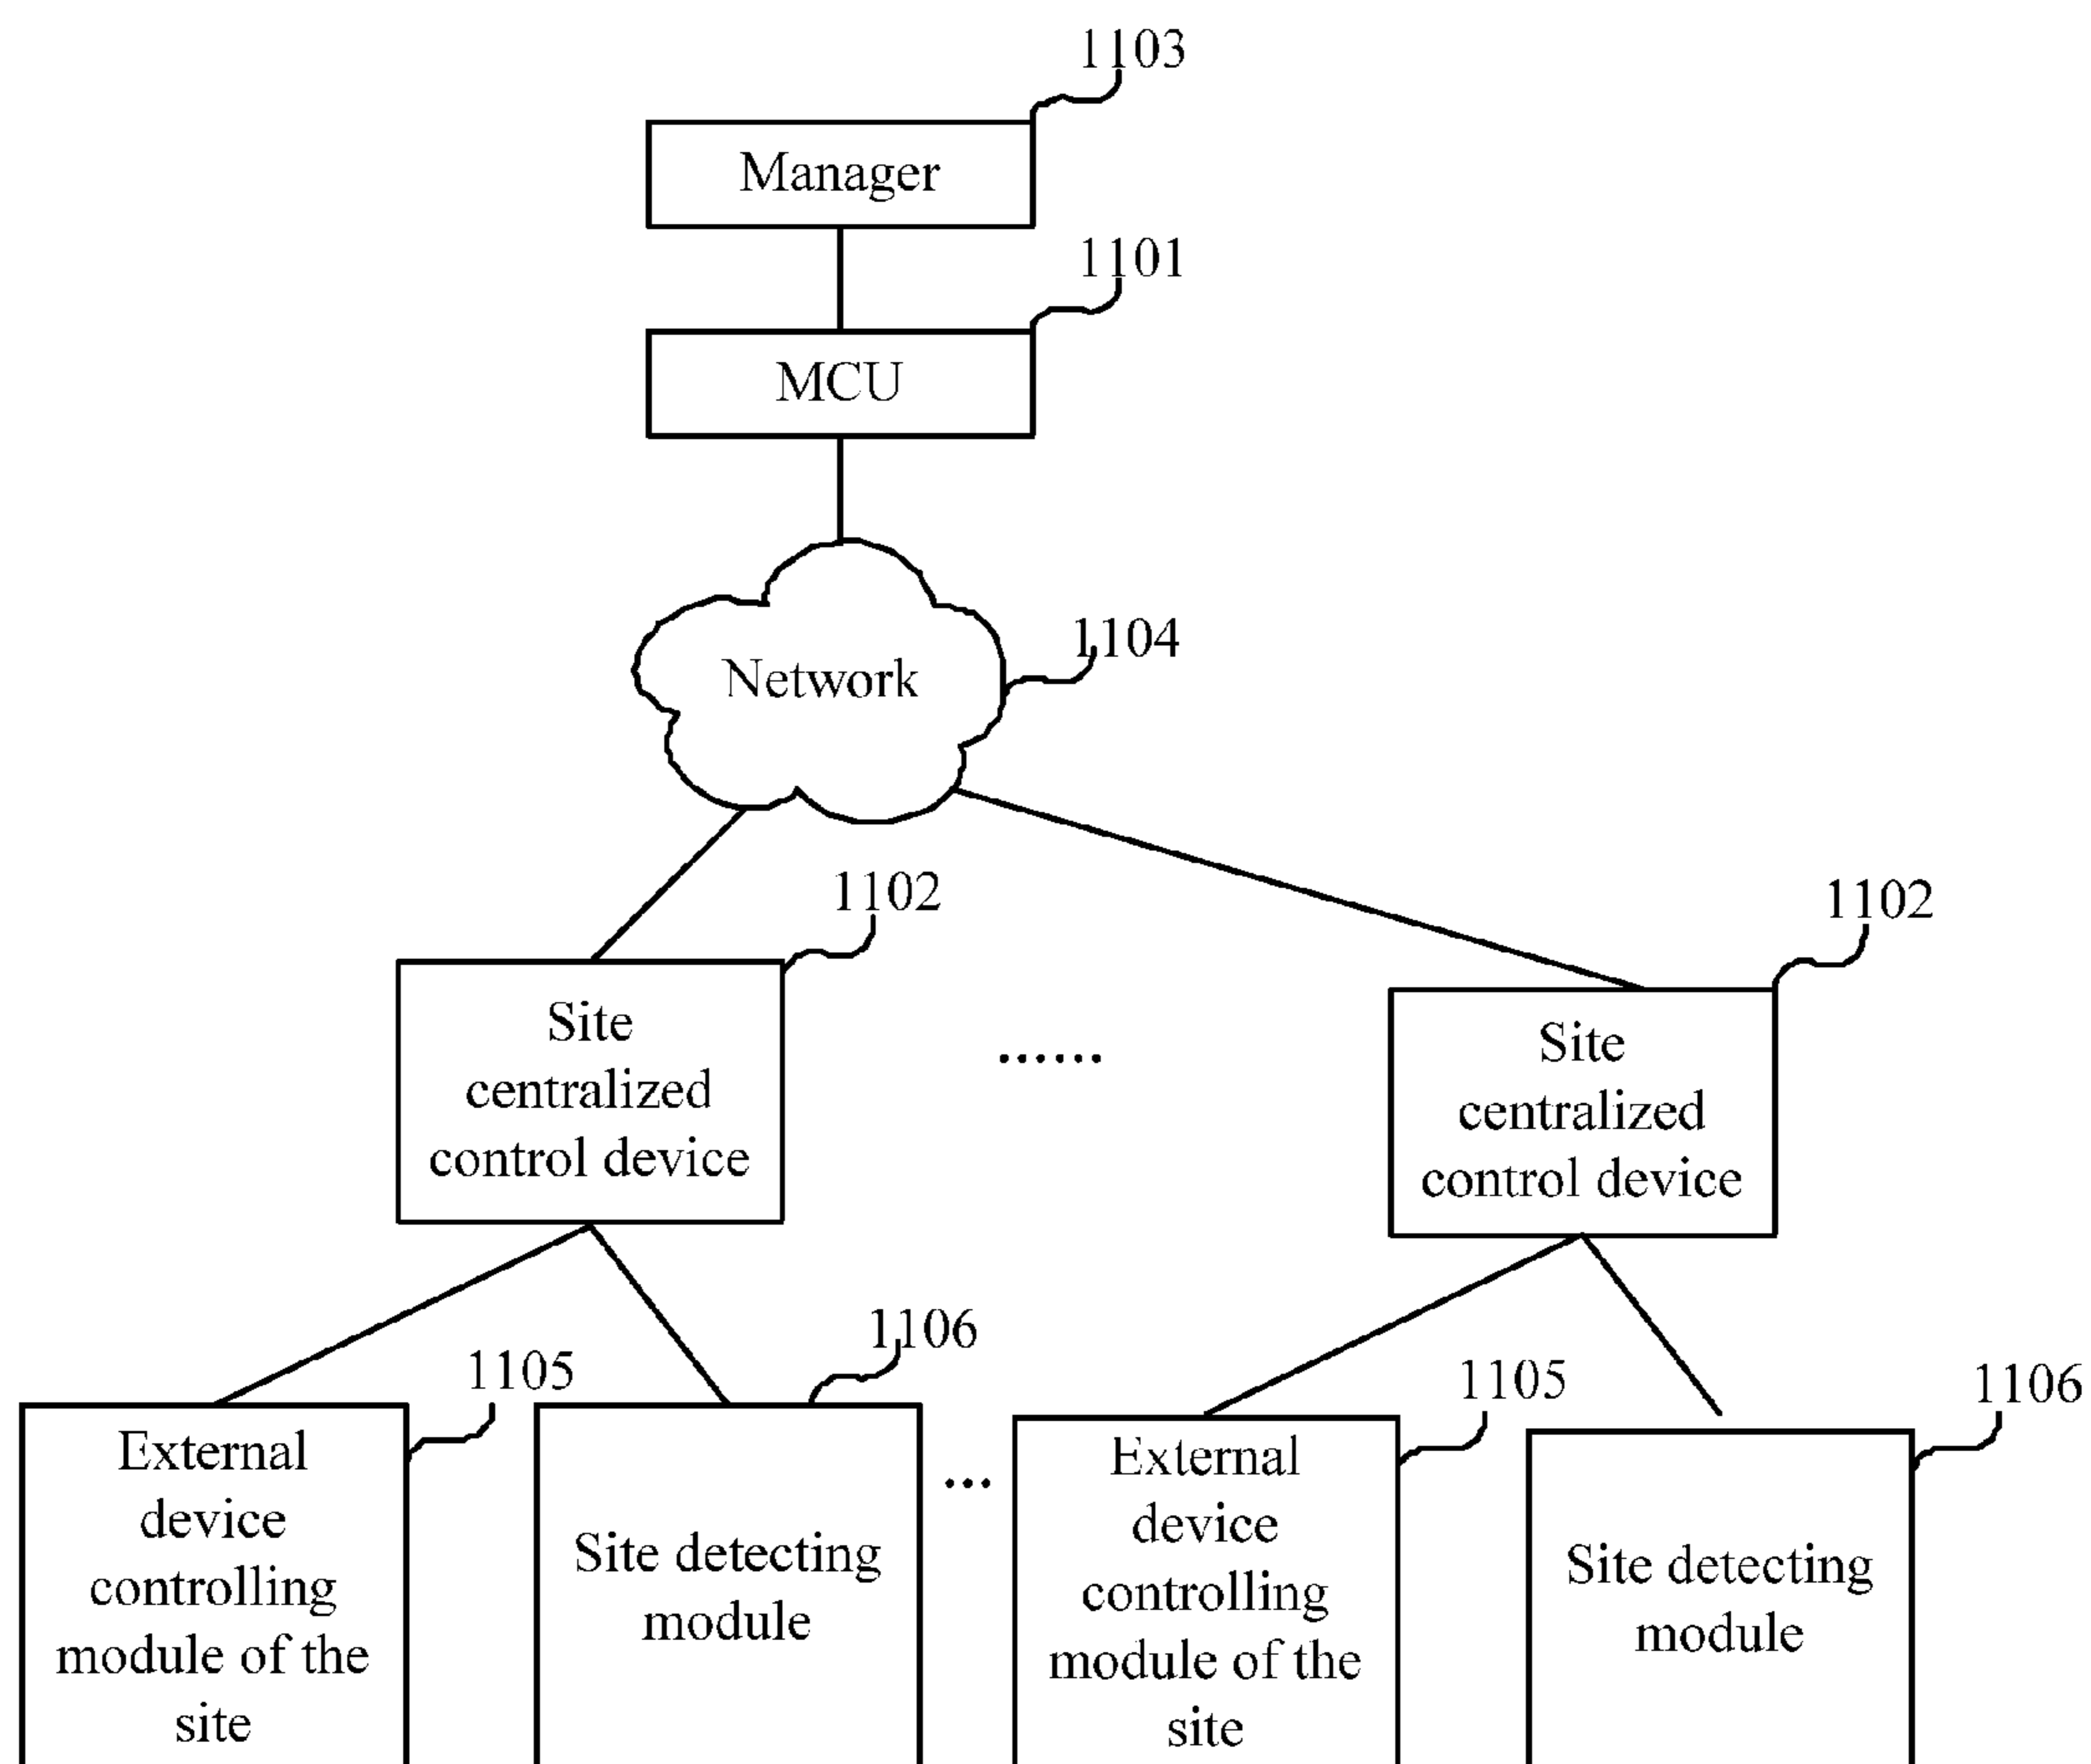 1103
Manager
1101
MCU
1104
Network
1102
1102
Site
centralized
control device
......
Site
centralized
control device
1105
1106
1105
1106
External
device
controlling
module of the
site
Site detecting
module
...
External
device
controlling
module of the
site
Site detecting
module